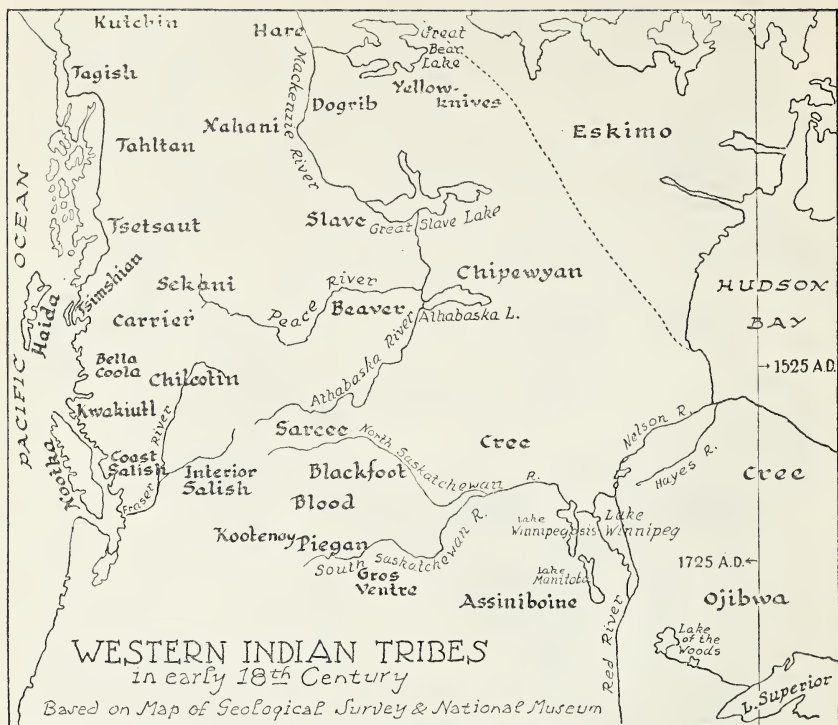 Kutchin
Hare
Great
Bear
Lake
Tagish
Mackenzie River
Yellow-
knives
Dogrib
Nahani
Eskimo
Tahltan
PACIFIC OCEAN
Slave
Great Slave Lake
Tsetsaut
Chipewyan
Sekani
HUDSON
BAY
Haida
Tsimshian
Peace River
Beaver
Athabaska L.
Carrier
Athabaska River
Bella
Coola
Chilcotin
→ 1525 A.D.
Kwakiutl
Sarcee
Nelson R.
Nootka
Coast
Salish
Fraser River
Interior
Salish
North Saskatchewan R.
Cree
Hayes R.
Cree
Blackfoot
Blood
Lake
Winnipegosis
Lake
Winnipeg
Kootenay
Piegan
South Saskatchewan R.
Gros
Ventre
Lake
Manitoba
1725 A.D. ←
Assiniboine
Ojibwa
Red River
Lake
of the
Woods
L. Superior
WESTERN INDIAN TRIBES
in early 18th Century
Based on Map of Geological Survey & National Museum